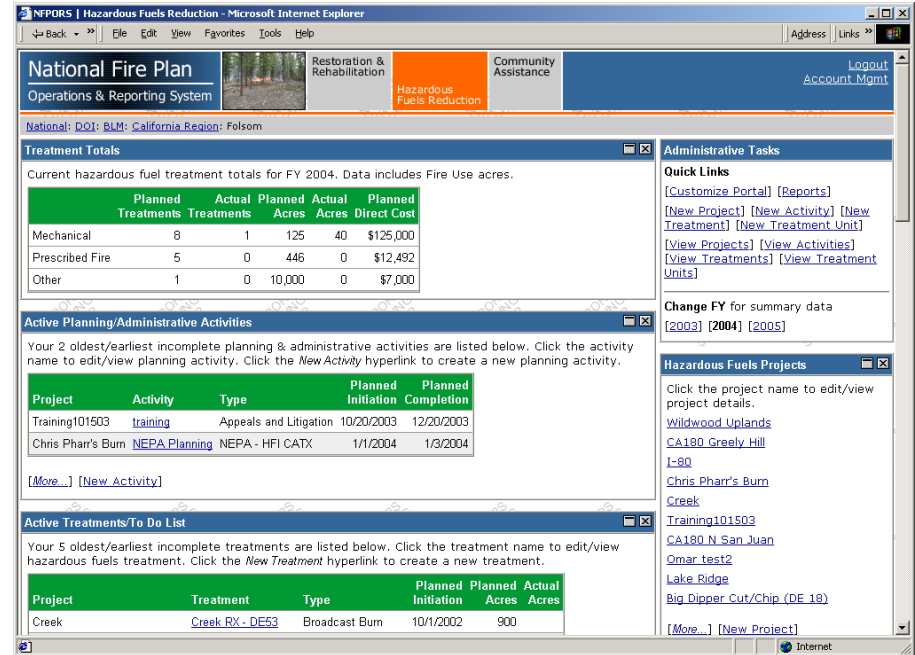 NFPORS | Hazardous Fuels Reduction - Microsoft Internet Explorer
Back » File Edit View Favorites Tools Help Address Links »
National Fire Plan
Operations & Reporting System
Restoration &
Rehabilitation
Hazardous
Fuels Reduction
Community
Assistance
Logout
Account Mgmt
National: DOI: BLM: California Region: Folsom
Treatment Totals
Current hazardous fuel treatment totals for FY 2004. Data includes Fire Use acres.
Planned Actual Planned Actual Planned
Treatments Treatments Acres Acres Direct Cost
Mechanical 8 1 125 40 $125,000
Prescribed Fire 5 0 446 0 $12,492
Other 1 0 10,000 0 $7,000
Active Planning/Administrative Activities
Your 2 oldest/earliest incomplete planning & administrative activities are listed below. Click the activity
name to edit/view planning activity. Click the New Activity hyperlink to create a new planning activity.
Planned Planned
Project Activity Type Initiation Completion
Training101503 training Appeals and Litigation 10/20/2003 12/20/2003
Chris Pharr's Burn NEPA Planning NEPA - HFI CATX 1/1/2004 1/3/2004
[More...] [New Activity]
Active Treatments/To Do List
Your 5 oldest/earliest incomplete treatments are listed below. Click the treatment name to edit/view
hazardous fuels treatment. Click the New Treatment hyperlink to create a new treatment.
Planned Planned Actual
Project Treatment Type Initiation Acres Acres
Creek Creek RX - DE53 Broadcast Burn 10/1/2002 900
Administrative Tasks
Quick Links
[Customize Portal] [Reports]
[New Project] [New Activity] [New
Treatment] [New Treatment Unit]
[View Projects] [View Activities]
[View Treatments] [View Treatment
Units]
Change FY for summary data
[2003] [2004] [2005]
Hazardous Fuels Projects
Click the project name to edit/view
project details.
Wildwood Uplands
CA180 Greely Hill
I-80
Chris Pharr's Burn
Creek
Training101503
CA180 N San Juan
Omar test2
Lake Ridge
Big Dipper Cut/Chip (DE 18)
[More...] [New Project]
Internet